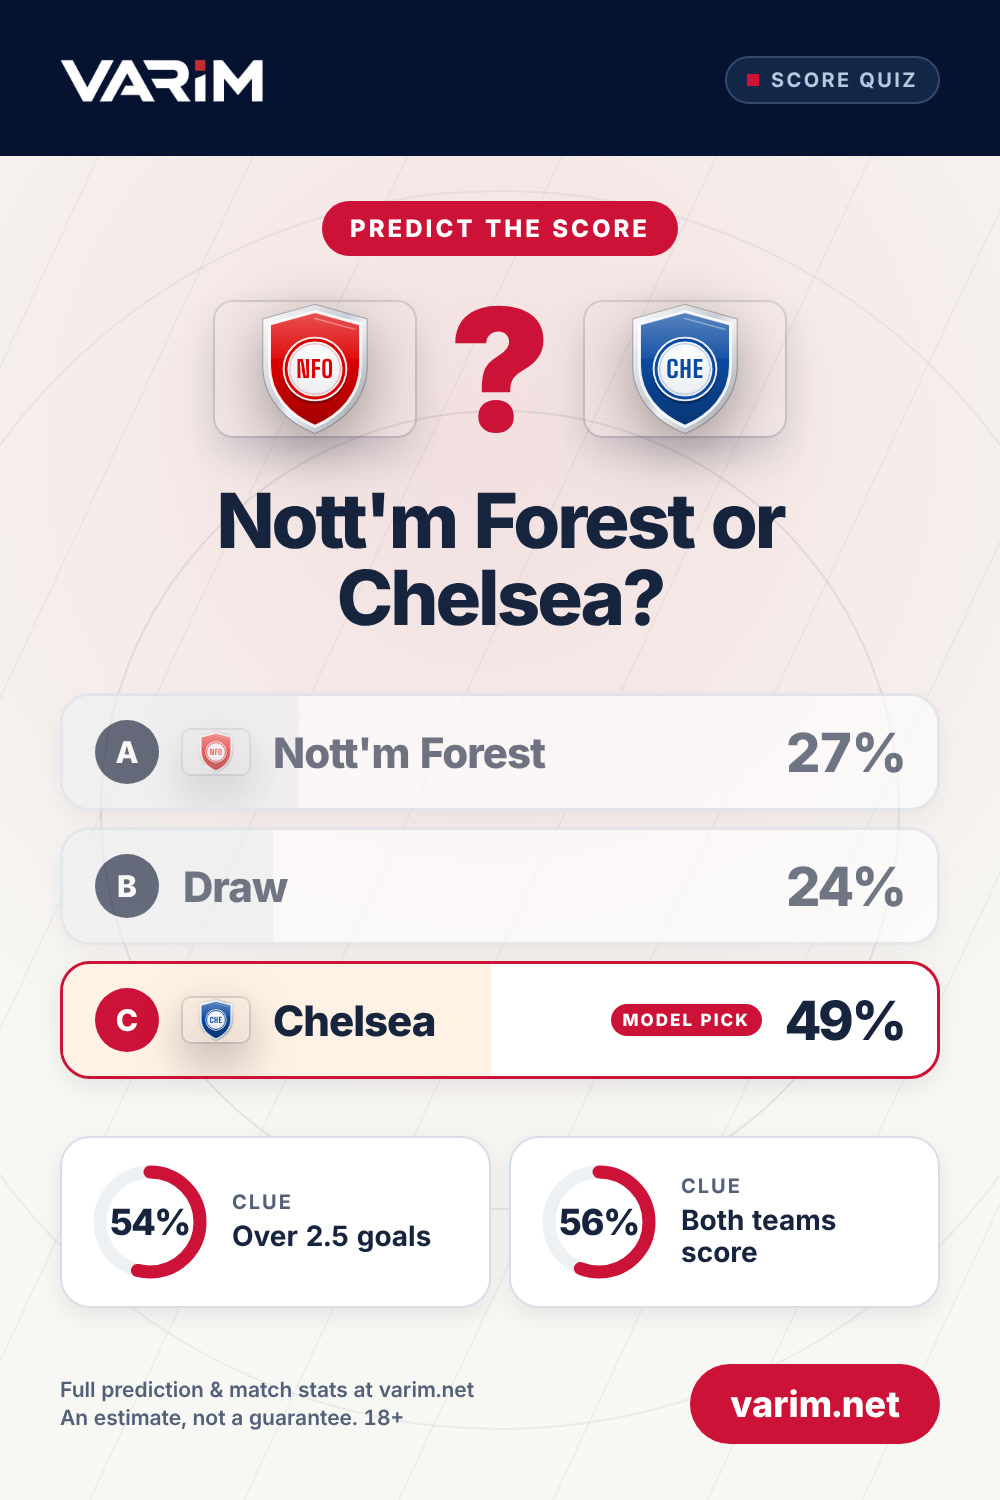 VARiM
SCORE QUIZ
PREDICT THE SCORE
NFO
?
CHE
Nott'm Forest or
Chelsea?
A
NFO
Nott'm Forest
27%
B
Draw
24%
C
CHE
Chelsea
MODEL PICK
49%
54%
CLUE
Over 2.5 goals
56%
CLUE
Both teams
score
Full prediction & match stats at varim.net
An estimate, not a guarantee. 18+
varim.net